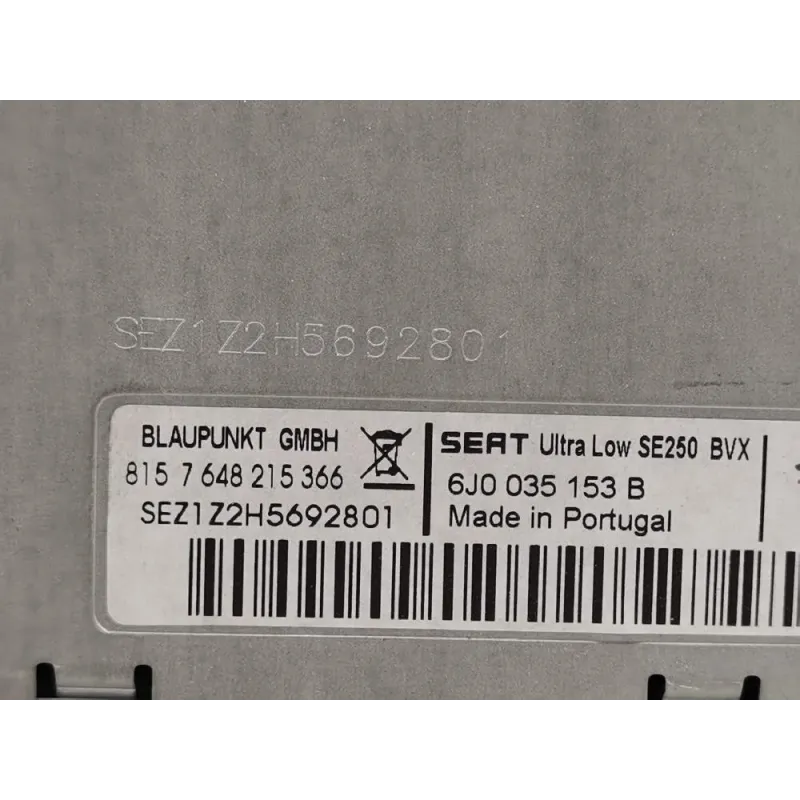 SEZ1Z2H5692801
BLAUPUNKT GMBH
815 7 648 215 366
SEZ1Z2H5692801
SEAT Ultra Low SE250 BVX
6J0 035 153 B
Made in Portugal